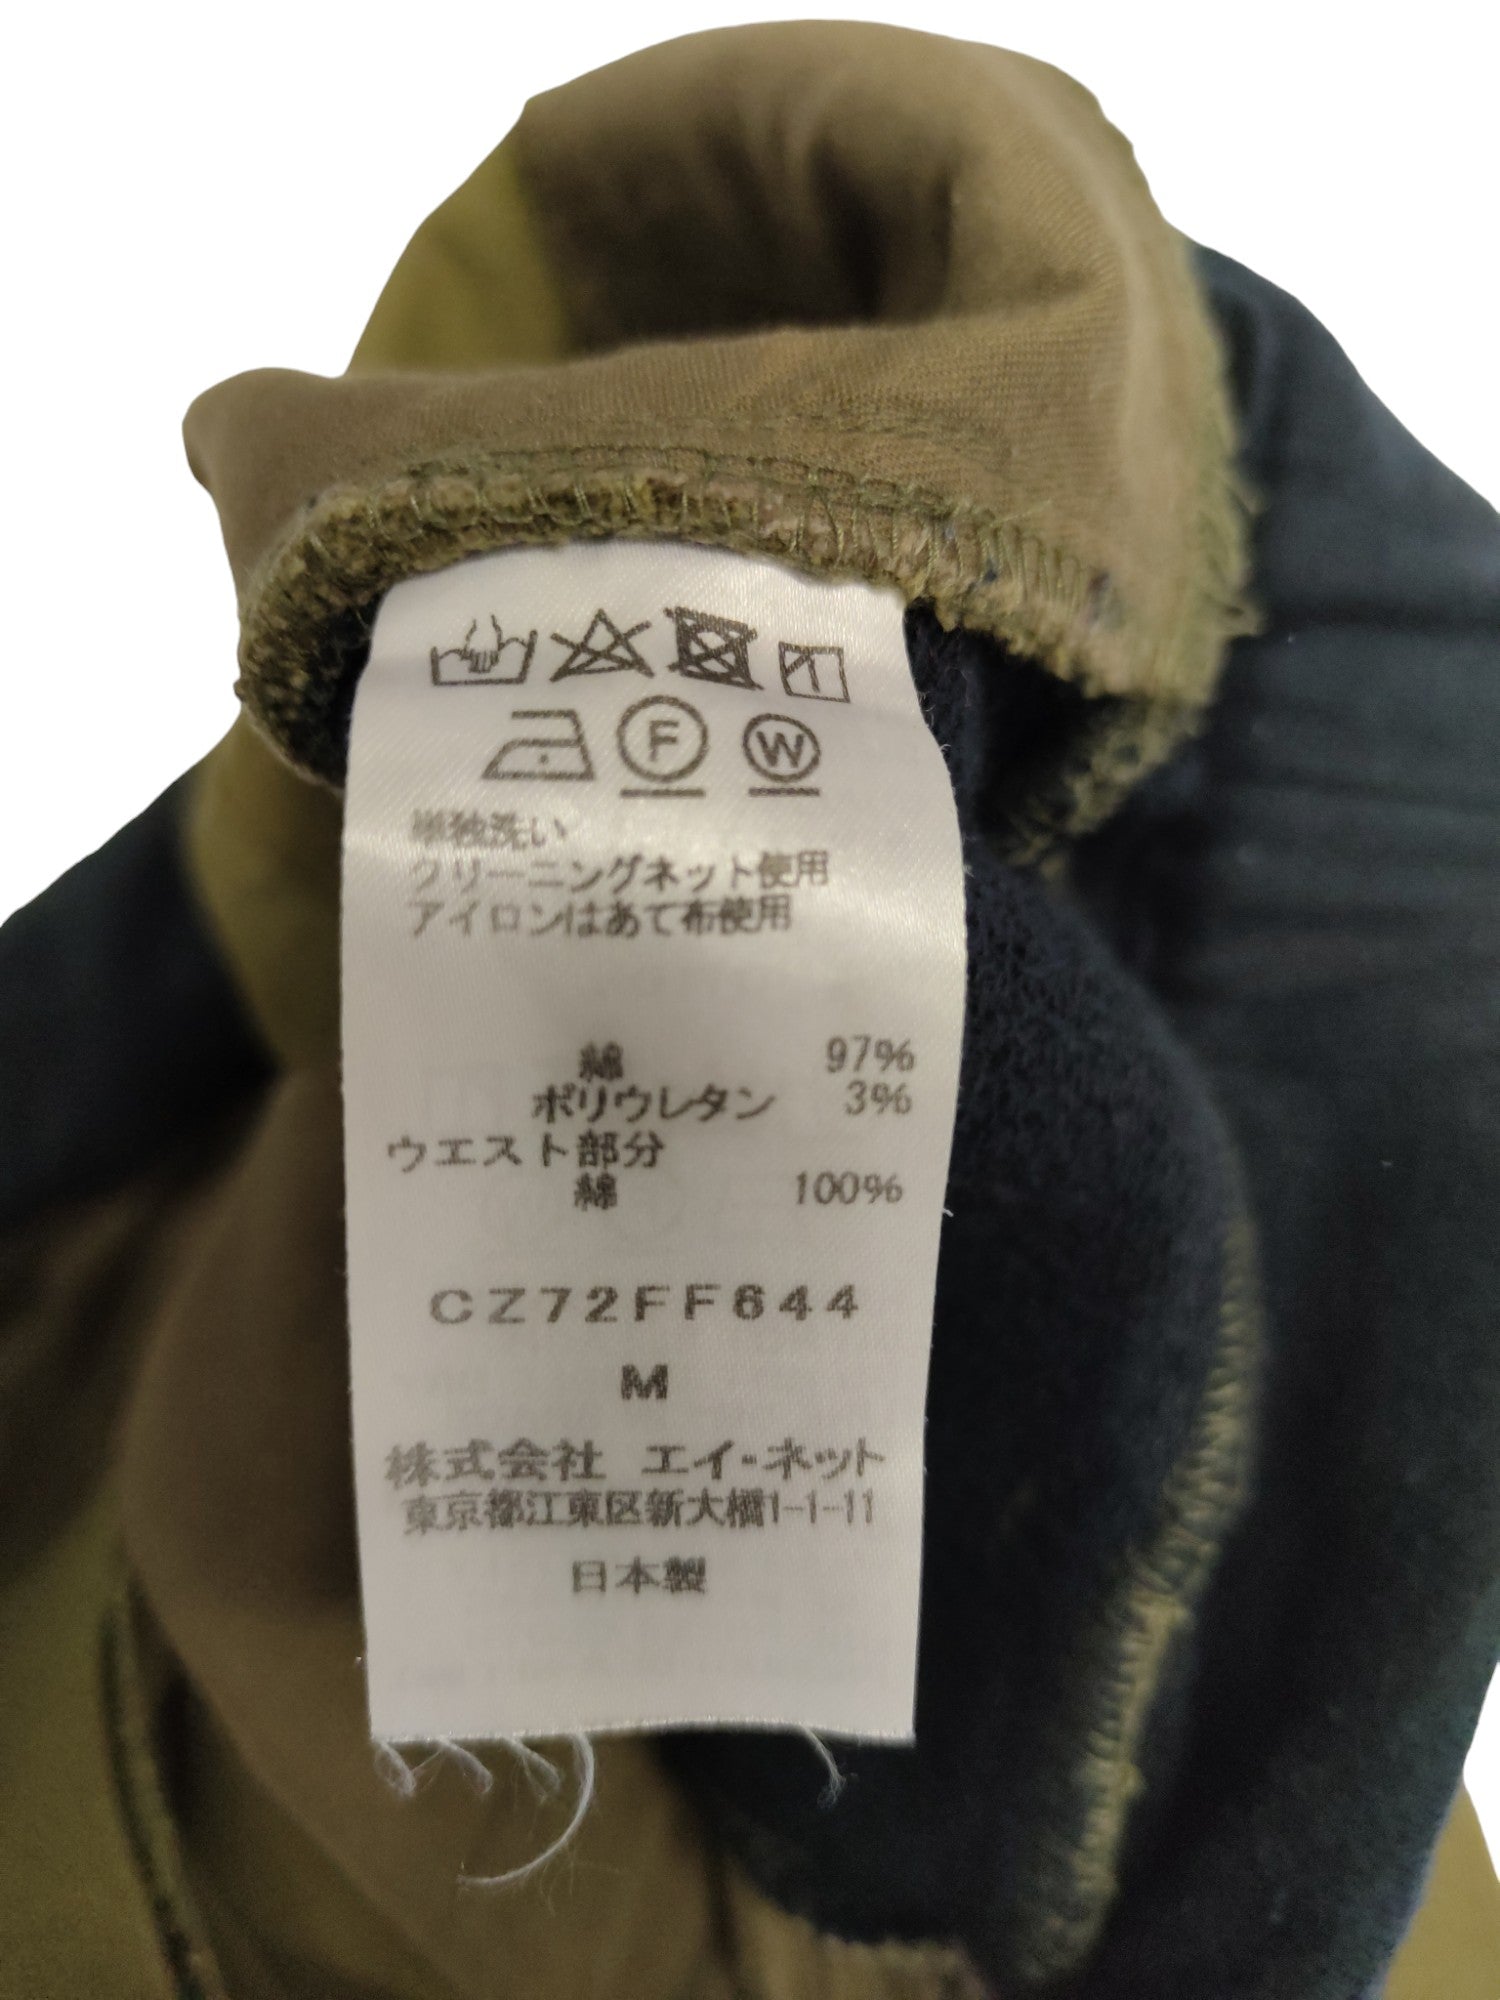 F W
単独洗い
クリーニングネット使用
アイロンはあて布使用
綿 97%
ポリウレタン 3%
ウエスト部分
綿 100%
CZ72FF644
M
株式会社 エイ・ネット
東京都江東区新大橋1-1-11
日本製